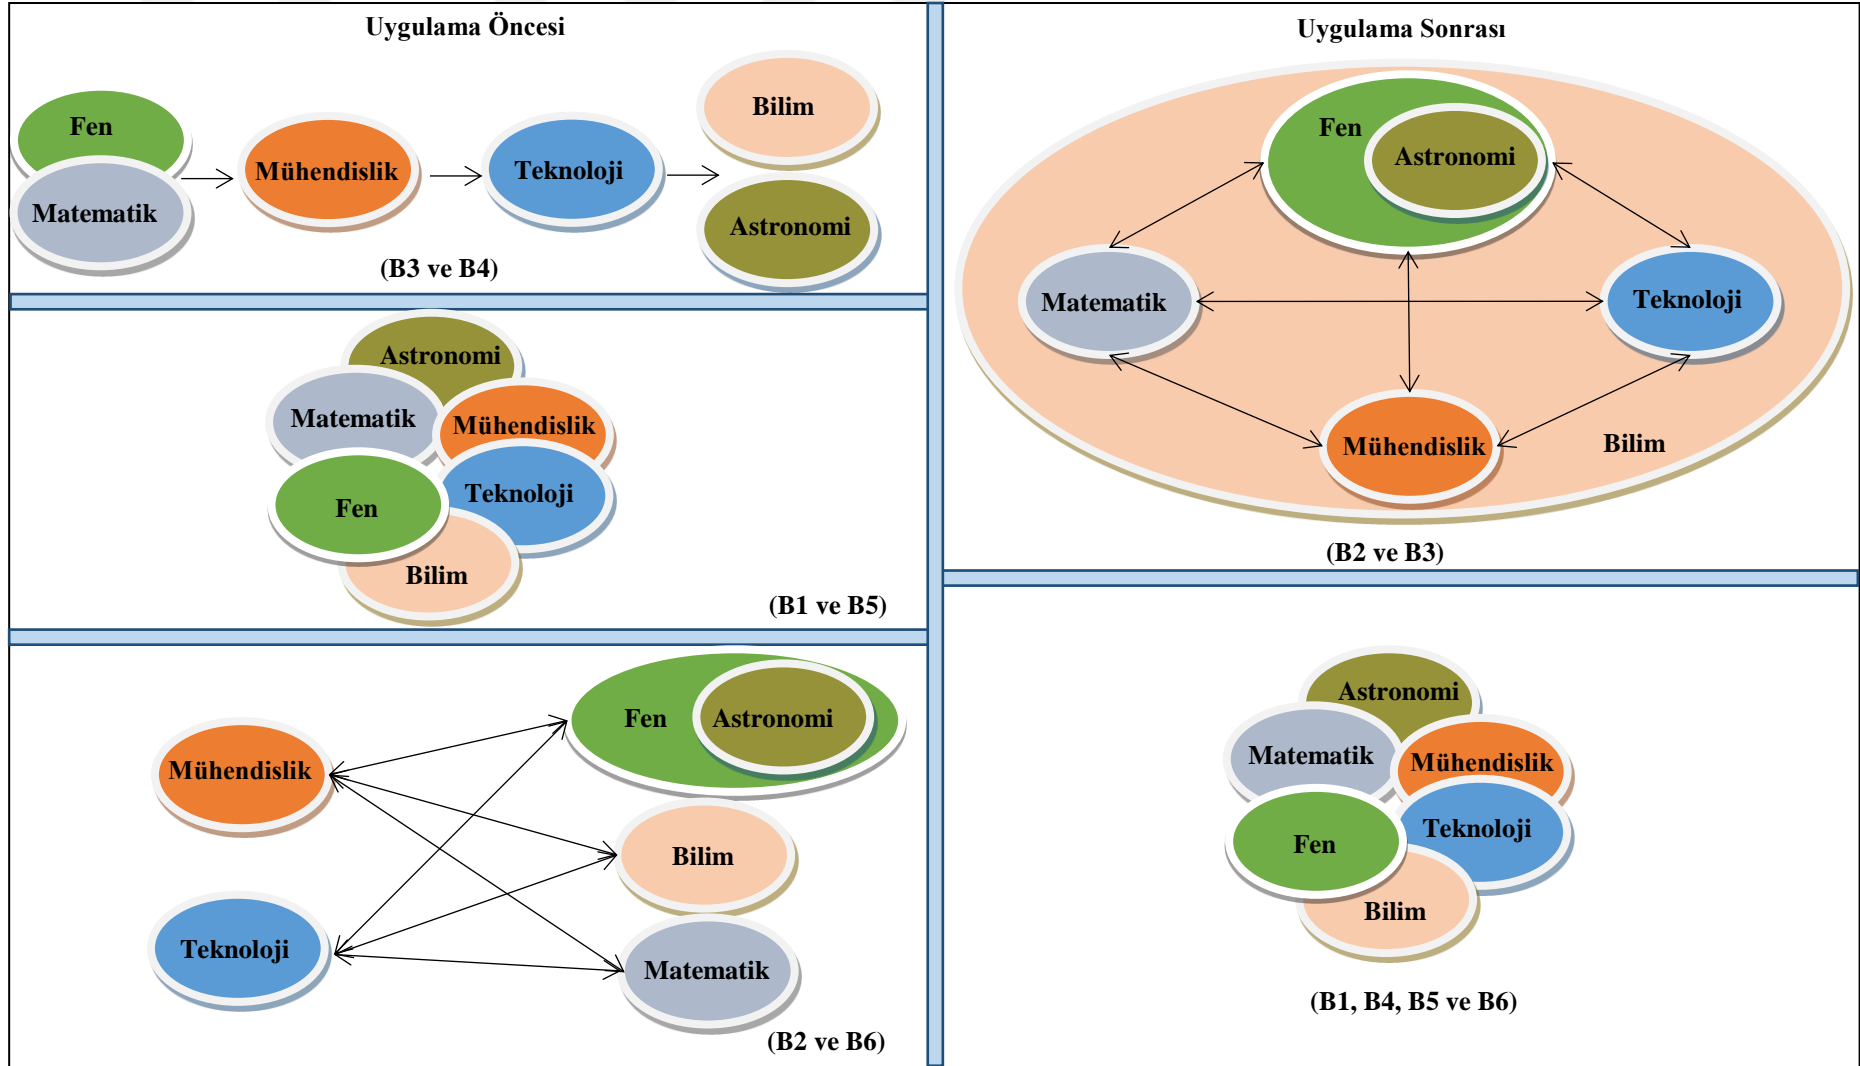 Uygulama Öncesi
Fen
Matematik
Mühendislik
Teknoloji
Bilim
Astronomi
(B3 ve B4)
Astronomi
Matematik
Mühendislik
Teknoloji
Fen
Bilim
(B1 ve B5)
Fen
Astronomi
Mühendislik
Bilim
Teknoloji
Matematik
(B2 ve B6)
Uygulama Sonrası
Fen
Astronomi
Matematik
Teknoloji
Mühendislik
Bilim
(B2 ve B3)
Astronomi
Matematik
Mühendislik
Teknoloji
Fen
Bilim
(B1, B4, B5 ve B6)